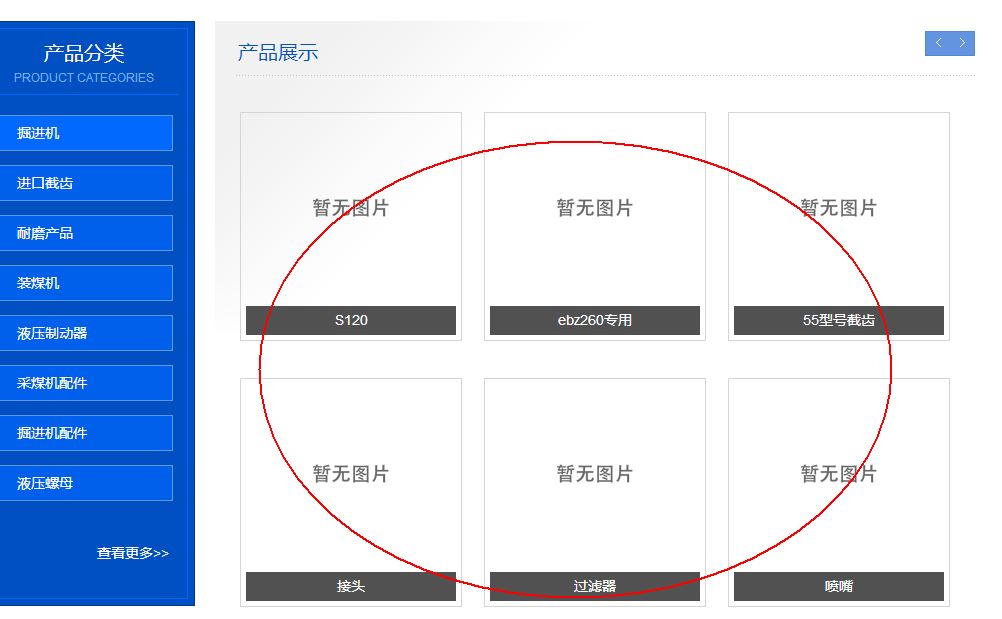 产品分类
PRODUCT CATEGORIES
掘进机
进口截齿
耐磨产品
装煤机
液压制动器
采煤机配件
掘进机配件
液压螺母
查看更多>>
产品展示
< >
暂无图片 暂无图片 暂无图片
S120 ebz260专用 55型号截齿
暂无图片 暂无图片 暂无图片
接头 过滤器 喷嘴